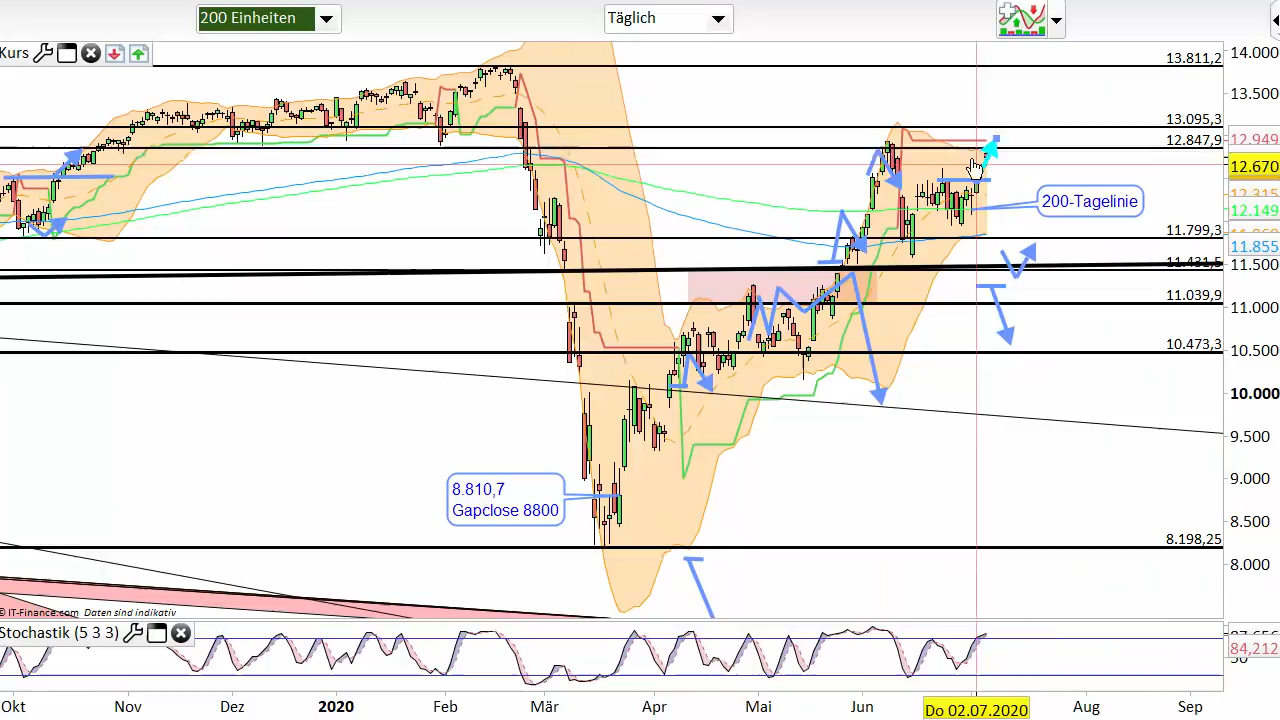 200 Einheiten
Täglich
Kurs
14.000
13.811,2
13.500
13.095,3
12.949
12.847,9
12.670
12.315
200-Tagelinie
12.149
11.799,3
11.855
11.431,5
11.500
11.039,9
11.000
10.473,3
10.500
10.000
9.500
9.000
8.810,7
Gapclose 8800
8.500
8.198,25
8.000
© IT-Finance.com Daten sind indikativ
Stochastik (5 3 3)
84,212
Okt
Nov
Dez
2020
Feb
Mär
Apr
Mai
Jun
Do 02.07.2020
Aug
Sep